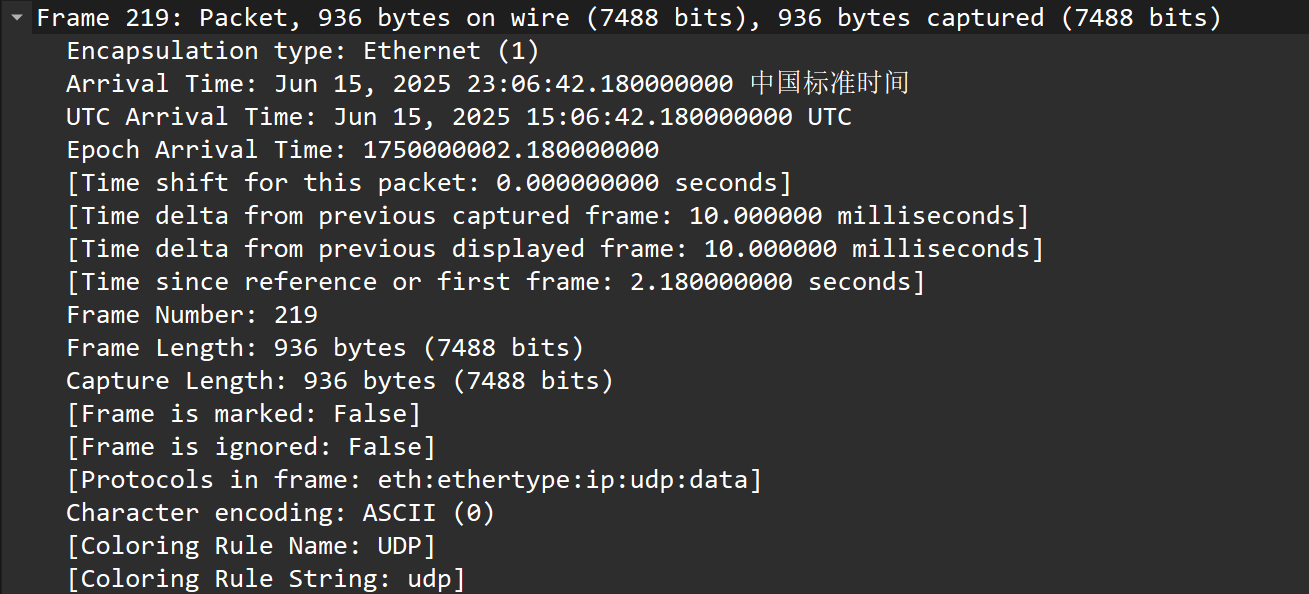 Frame 219: Packet, 936 bytes on wire (7488 bits), 936 bytes captured (7488 bits)
Encapsulation type: Ethernet (1)
Arrival Time: Jun 15, 2025 23:06:42.180000000 中国标准时间
UTC Arrival Time: Jun 15, 2025 15:06:42.180000000 UTC
Epoch Arrival Time: 1750000002.180000000
[Time shift for this packet: 0.000000000 seconds]
[Time delta from previous captured frame: 10.000000 milliseconds]
[Time delta from previous displayed frame: 10.000000 milliseconds]
[Time since reference or first frame: 2.180000000 seconds]
Frame Number: 219
Frame Length: 936 bytes (7488 bits)
Capture Length: 936 bytes (7488 bits)
[Frame is marked: False]
[Frame is ignored: False]
[Protocols in frame: eth:ethertype:ip:udp:data]
Character encoding: ASCII (0)
[Coloring Rule Name: UDP]
[Coloring Rule String: udp]